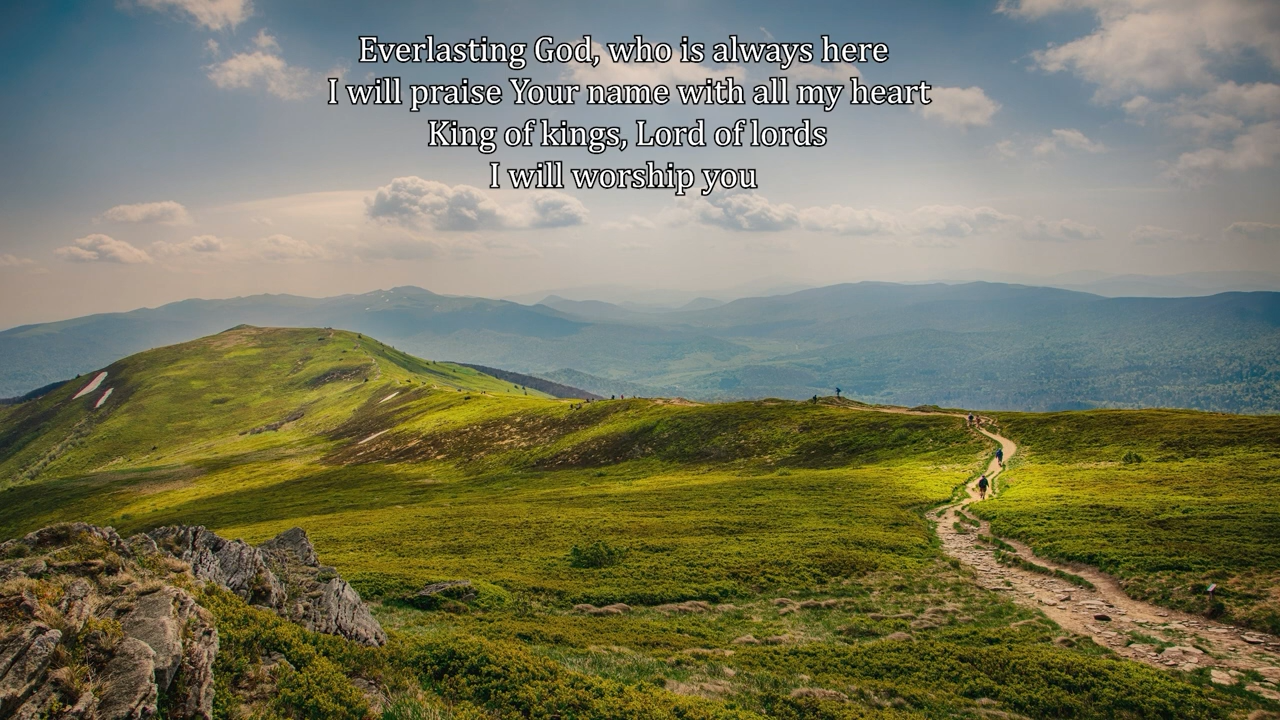 Everlasting God, who is always here
I will praise Your name with all my heart
King of kings, Lord of lords
I will worship you